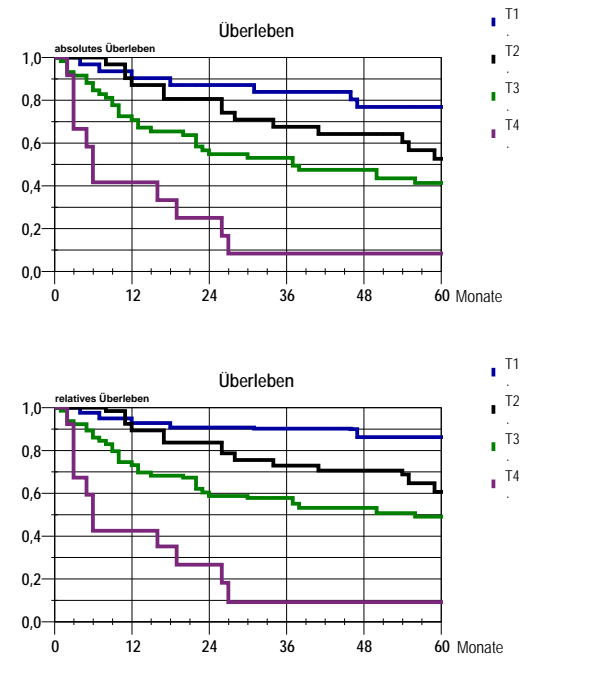 Überleben
absolutes Überleben
T1
.
T2
.
T3
.
T4
.
1,0
0,8
0,6
0,4
0,2
0,0
0 12 24 36 48 60 Monate
Überleben
relatives Überleben
T1
.
T2
.
T3
.
T4
.
1,0
0,8
0,6
0,4
0,2
0,0
0 12 24 36 48 60 Monate